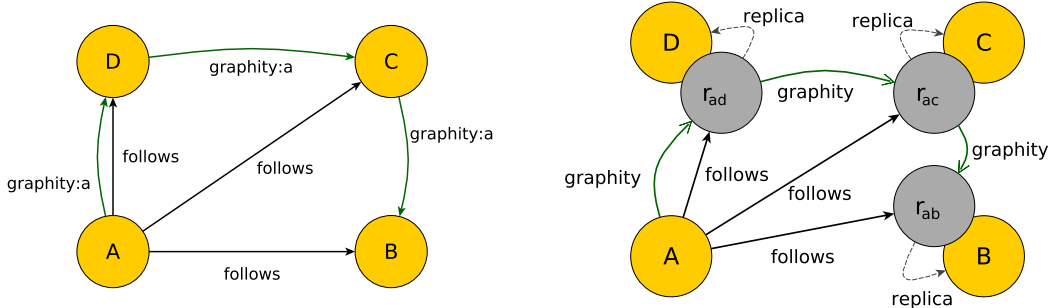 D
graphity:a
C
graphity:a
follows
graphity:a
follows
A
follows
B
replica
D
r_ad
graphity
replica
C
r_ac
graphity
follows
graphity
follows
r_ab
A
follows
B
replica